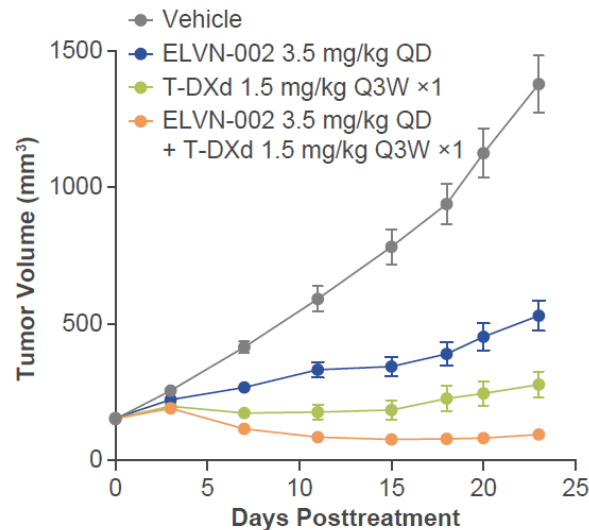 Vehicle
ELVN-002 3.5 mg/kg QD
T-DXd 1.5 mg/kg Q3W ×1
ELVN-002 3.5 mg/kg QD
+ T-DXd 1.5 mg/kg Q3W ×1
Tumor Volume (mm³)
1500
1000
500
0
0 5 10 15 20 25
Days Posttreatment